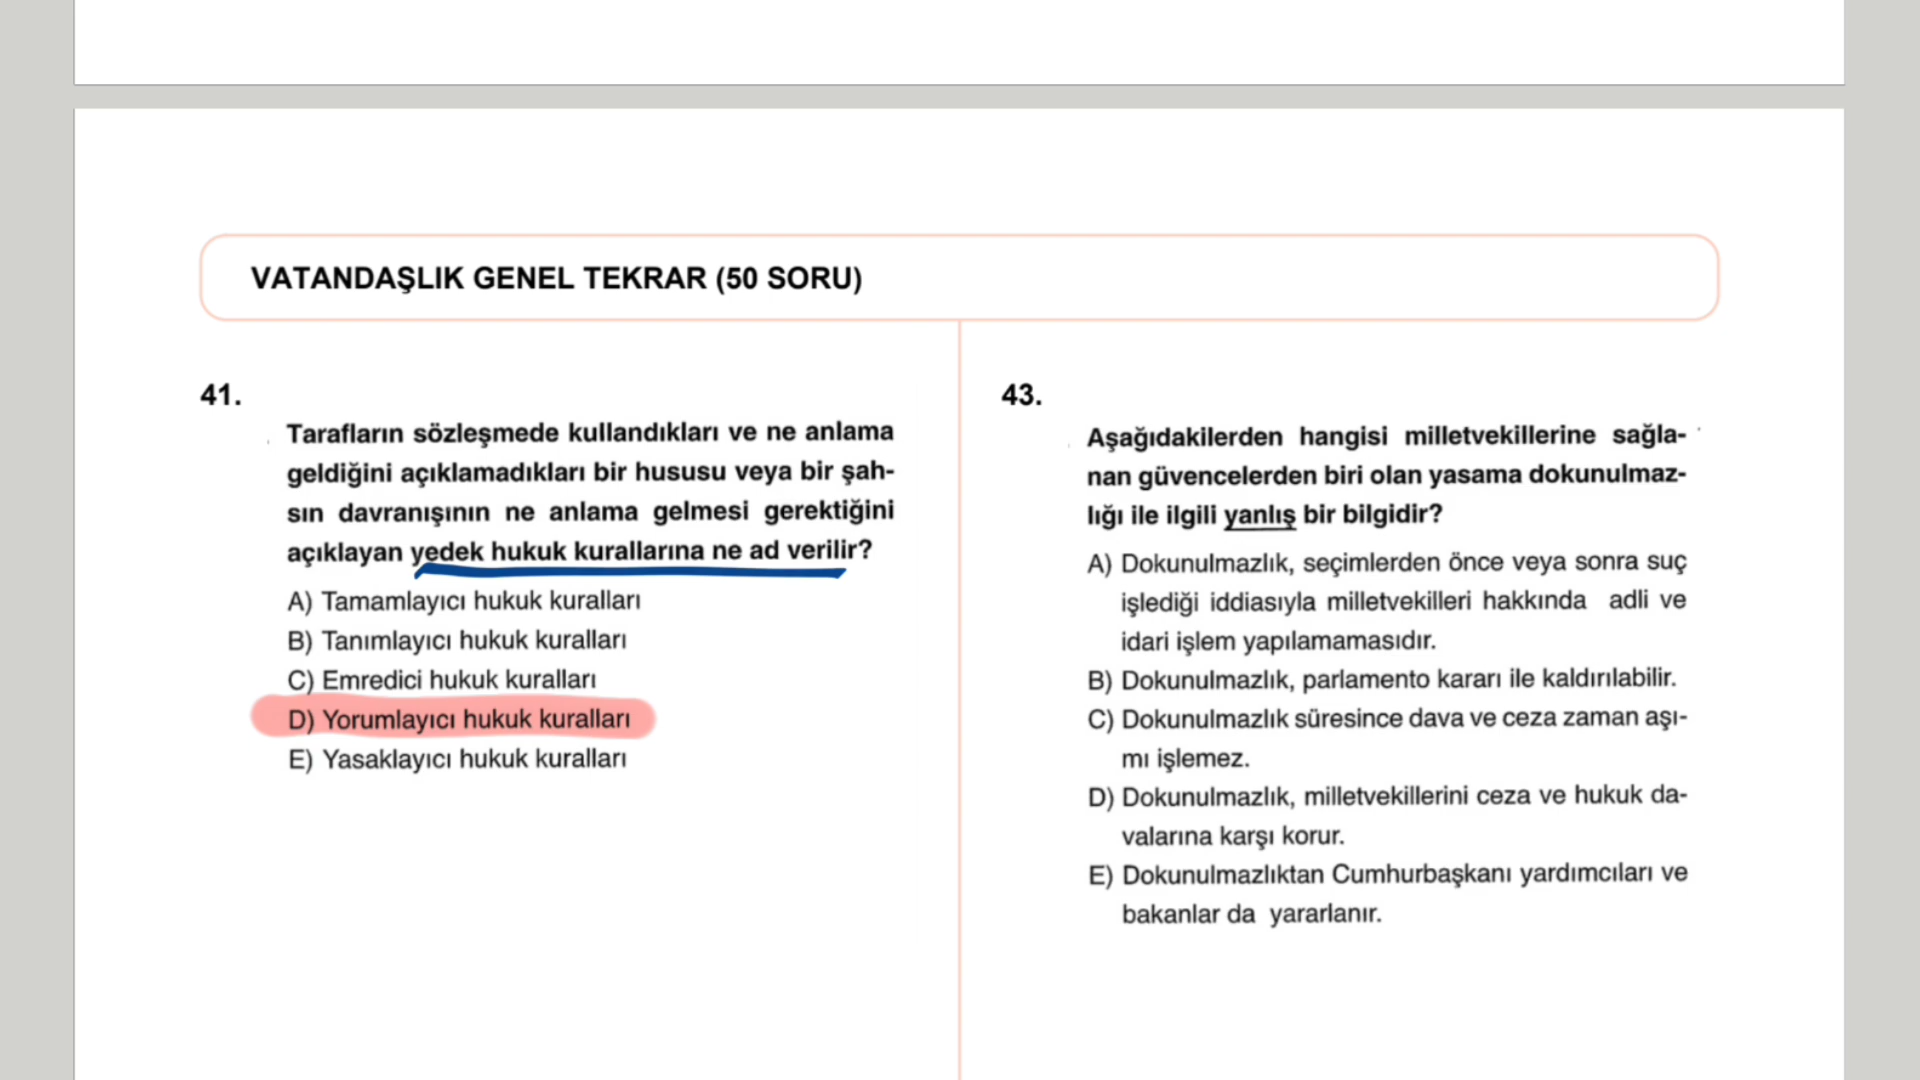 VATANDAŞLIK GENEL TEKRAR (50 SORU)
41.
Tarafların sözleşmede kullandıkları ve ne anlama
geldiğini açıklamadıkları bir hususu veya bir şah-
sın davranışının ne anlama gelmesi gerektiğini
açıklayan yedek hukuk kurallarına ne ad verilir?
A) Tamamlayıcı hukuk kuralları
B) Tanımlayıcı hukuk kuralları
C) Emredici hukuk kuralları
D) Yorumlayıcı hukuk kuralları
E) Yasaklayıcı hukuk kuralları
43.
Aşağıdakilerden hangisi milletvekillerine sağla-
nan güvencelerden biri olan yasama dokunulmaz-
lığı ile ilgili yanlış bir bilgidir?
A) Dokunulmazlık, seçimlerden önce veya sonra suç
işlediği iddiasıyla milletvekilleri hakkında adli ve
idari işlem yapılamamasıdır.
B) Dokunulmazlık, parlamento kararı ile kaldırılabilir.
C) Dokunulmazlık süresince dava ve ceza zaman aşı-
mı işlemez.
D) Dokunulmazlık, milletvekillerini ceza ve hukuk da-
valarına karşı korur.
E) Dokunulmazlıktan Cumhurbaşkanı yardımcıları ve
bakanlar da yararlanır.